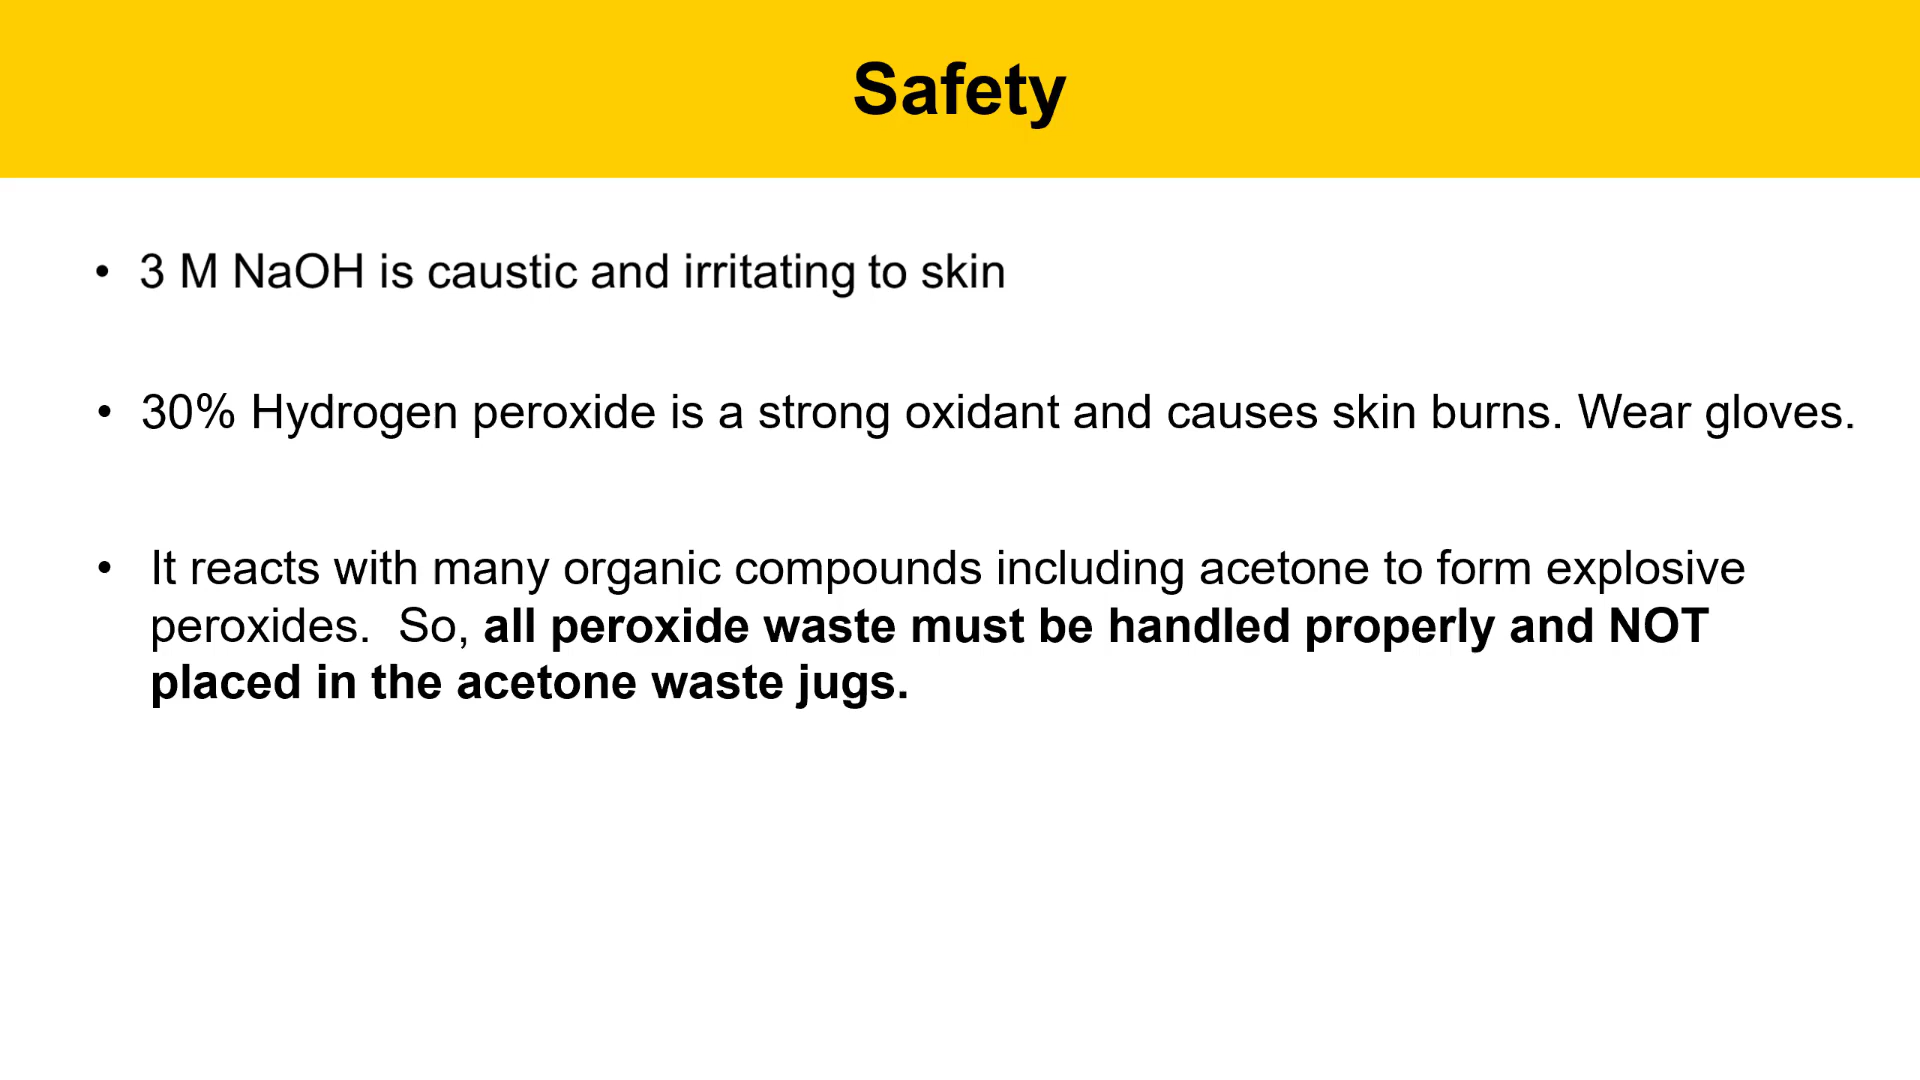 Safety
• 3 M NaOH is caustic and irritating to skin
• 30% Hydrogen peroxide is a strong oxidant and causes skin burns. Wear gloves.
• It reacts with many organic compounds including acetone to form explosive
peroxides.  So, all peroxide waste must be handled properly and NOT
placed in the acetone waste jugs.